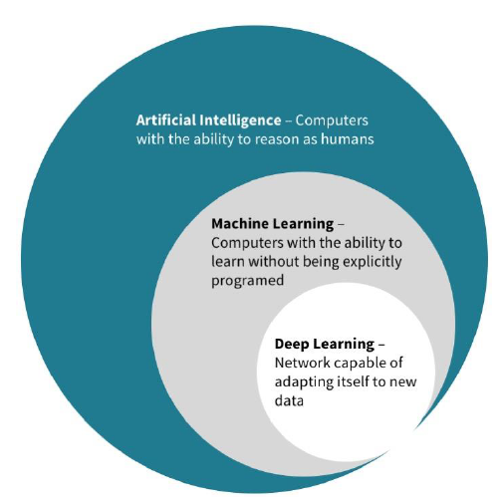 Artificial Intelligence – Computers
with the ability to reason as humans
Machine Learning –
Computers with the ability to
learn without being explicitly
programed
Deep Learning –
Network capable of
adapting itself to new
data